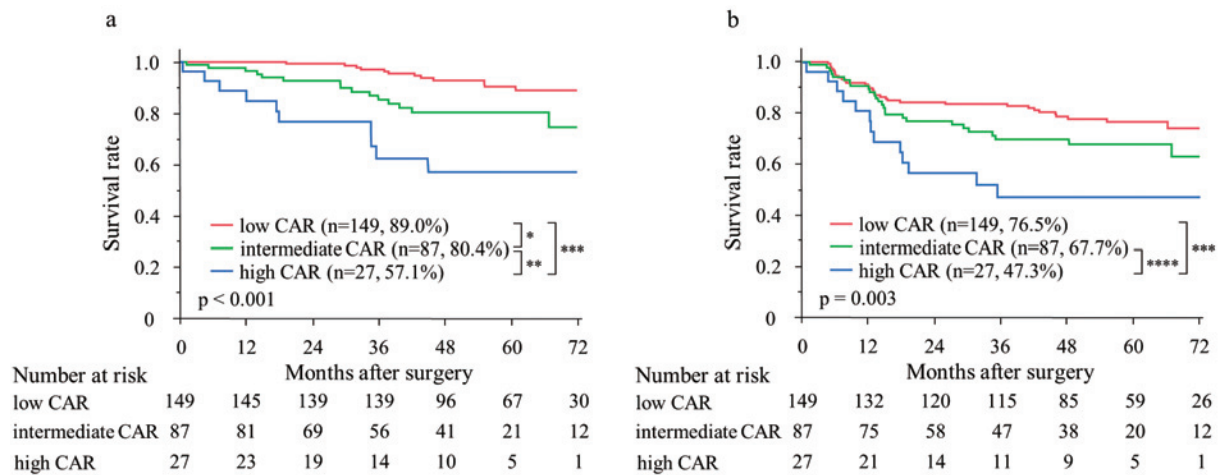 a
Survival rate
1.0
0.8
0.6
0.4
0.2
0
low CAR (n=149, 89.0%)
intermediate CAR (n=87, 80.4%)
high CAR (n=27, 57.1%)
*
**
***
p < 0.001
0 12 24 36 48 60 72
Months after surgery
Number at risk
low CAR 149 145 139 139 96 67 30
intermediate CAR 87 81 69 56 41 21 12
high CAR 27 23 19 14 10 5 1
b
Survival rate
1.0
0.8
0.6
0.4
0.2
0
low CAR (n=149, 76.5%)
intermediate CAR (n=87, 67.7%)
high CAR (n=27, 47.3%)
****
***
p = 0.003
0 12 24 36 48 60 72
Months after surgery
Number at risk
low CAR 149 132 120 115 85 59 26
intermediate CAR 87 75 58 47 38 20 12
high CAR 27 21 14 11 9 5 1